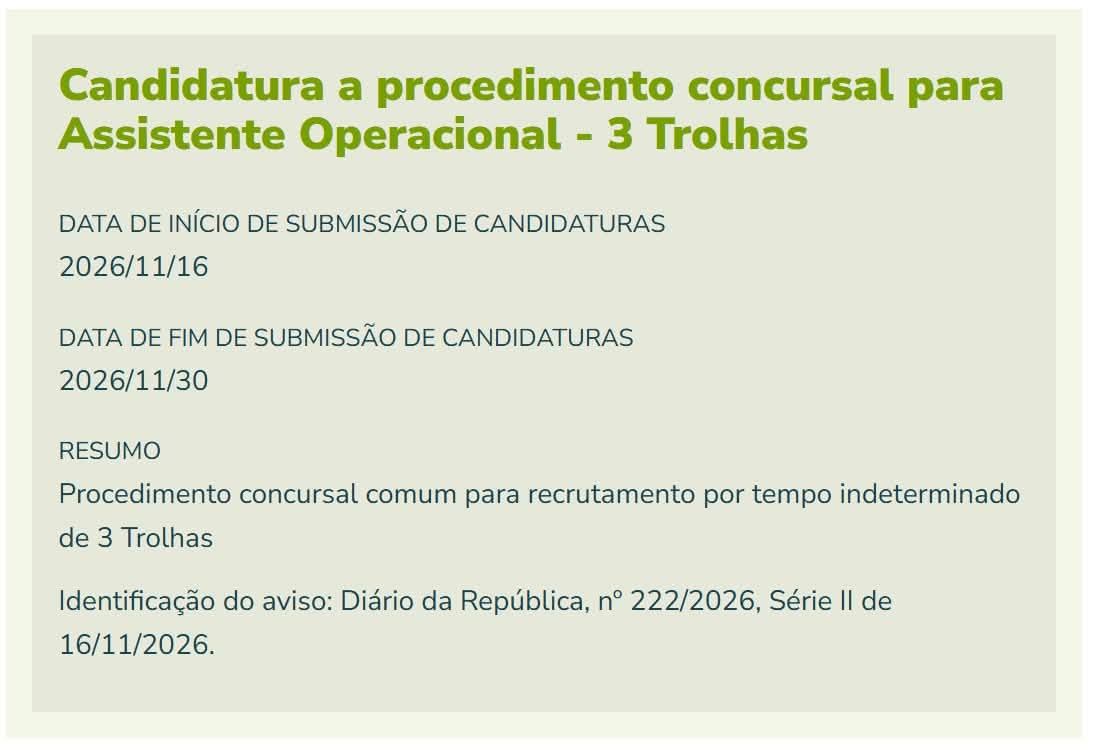 Candidatura a procedimento concursal para
Assistente Operacional - 3 Trolhas
DATA DE INÍCIO DE SUBMISSÃO DE CANDIDATURAS
2026/11/16
DATA DE FIM DE SUBMISSÃO DE CANDIDATURAS
2026/11/30
RESUMO
Procedimento concursal comum para recrutamento por tempo indeterminado
de 3 Trolhas
Identificação do aviso: Diário da República, nº 222/2026, Série II de
16/11/2026.